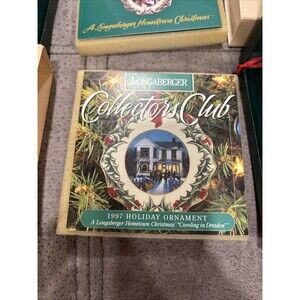 A Longaberger Hometown Christmas
LONGABERGER
Collectors Club
1997 HOLIDAY ORNAMENT
A Longaberger Hometown Christmas "Caroling in Dresden"